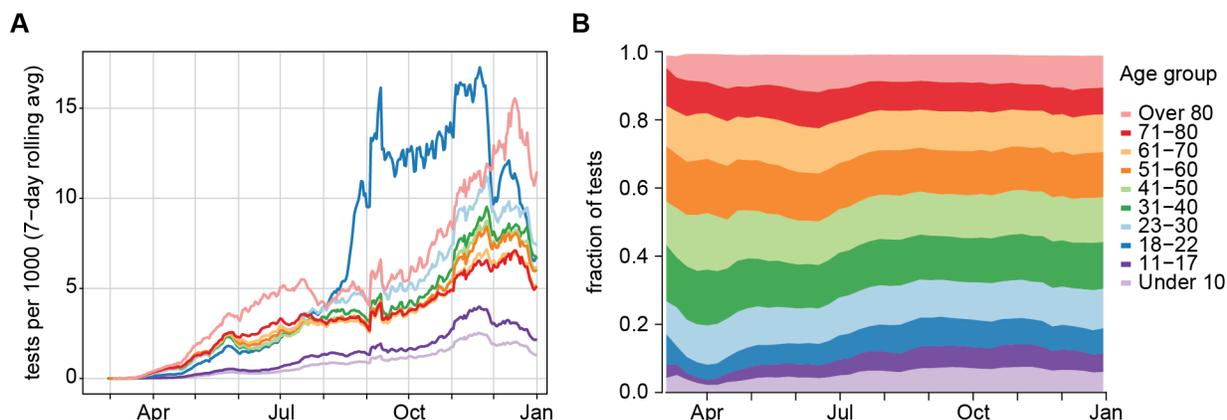 A
tests per 1000 (7−day rolling avg)
15
10
5
0
Apr
Jul
Oct
Jan
B
fraction of tests
1.0
0.8
0.6
0.4
0.2
0.0
Apr
Jul
Oct
Jan
Age group
Over 80
71−80
61−70
51−60
41−50
31−40
23−30
18−22
11−17
Under 10